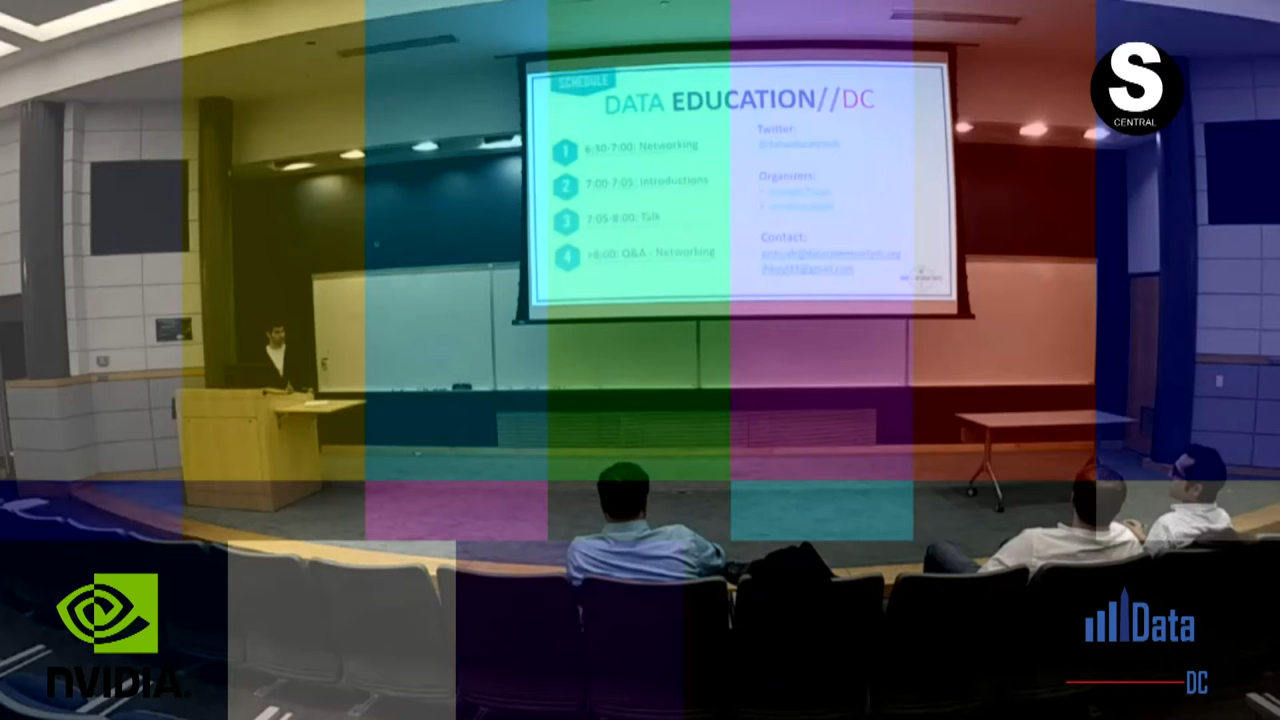 SCHEDULE
DATA EDUCATION//DC
1 6:30-7:00: Networking
2 7:00-7:05: Introductions
3 7:05-8:00: Talk
4 +8:00: Q&A - Networking
Twitter:
Organizers:
Contact:
S
CENTRAL
NVIDIA.
Data
DC